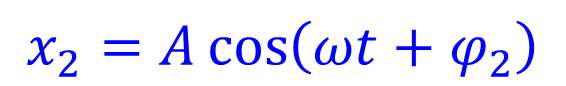 x₂ = A cos(ωt + φ₂)